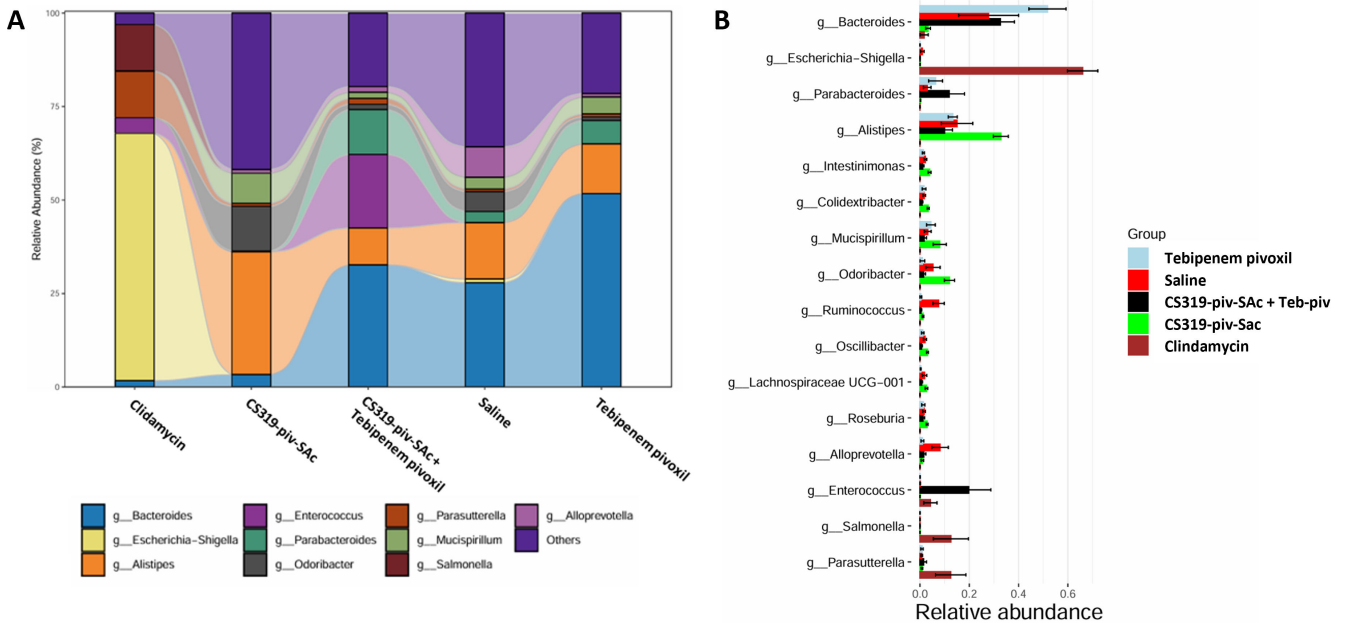 A
Relative Abundance (%)
100
75
50
25
0
Clidamycin
CS319-piv-SAc
CS319-piv-SAc+
Tebipenem pivoxil
Saline
Tebipenem pivoxil
g__Bacteroides
g__Enterococcus
g__Parasutterella
g__Alloprevotella
g__Escherichia-Shigella
g__Parabacteroides
g__Mucispirillum
Others
g__Alistipes
g__Odoribacter
g__Salmonella
B
g__Bacteroides
g__Escherichia-Shigella
g__Parabacteroides
g__Alistipes
g__Intestinimonas
g__Colidextribacter
g__Mucispirillum
g__Odoribacter
g__Ruminococcus
g__Oscillibacter
g__Lachnospiraceae UCG-001
g__Roseburia
g__Alloprevotella
g__Enterococcus
g__Salmonella
g__Parasutterella
0.0 0.2 0.4 0.6
Relative abundance
Group
Tebipenem pivoxil
Saline
CS319-piv-SAc + Teb-piv
CS319-piv-Sac
Clindamycin